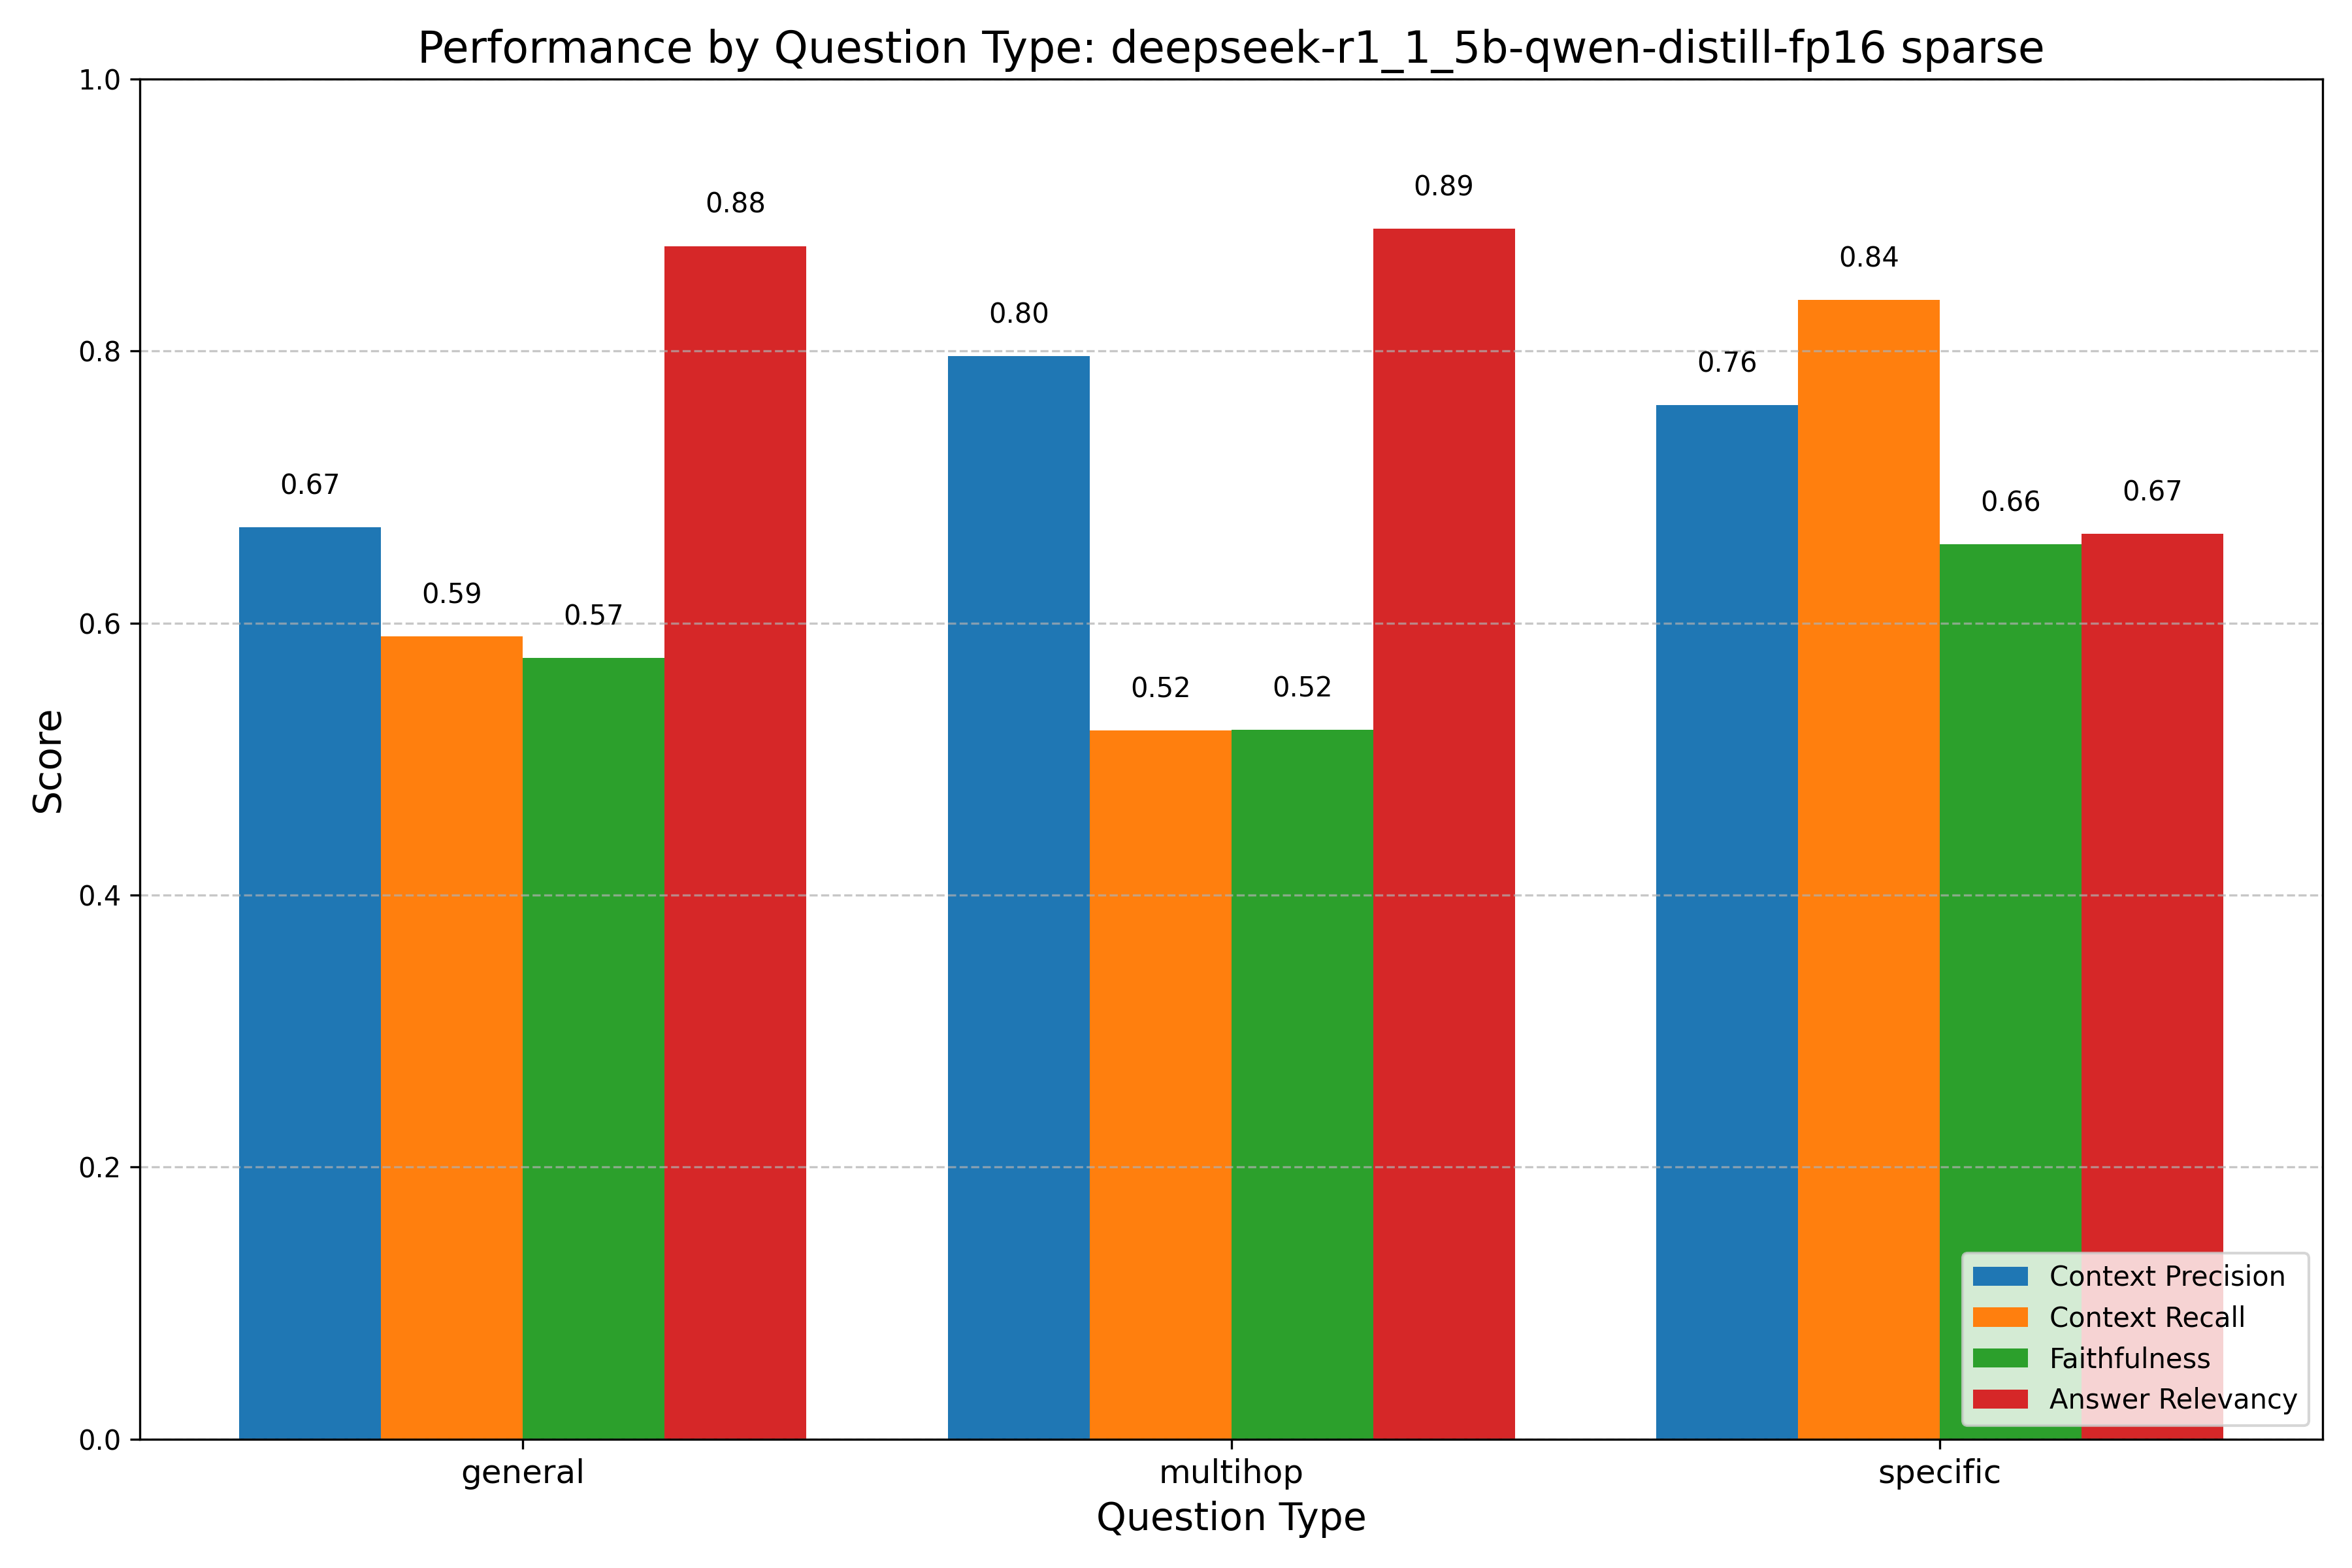 Performance by Question Type: deepseek-r1_1_5b-qwen-distill-fp16 sparse
1.0
0.8
0.6
0.4
0.2
0.0
Score
0.67
0.59
0.57
0.88
0.80
0.52
0.52
0.89
0.76
0.84
0.66
0.67
general
multihop
specific
Question Type
Context Precision
Context Recall
Faithfulness
Answer Relevancy